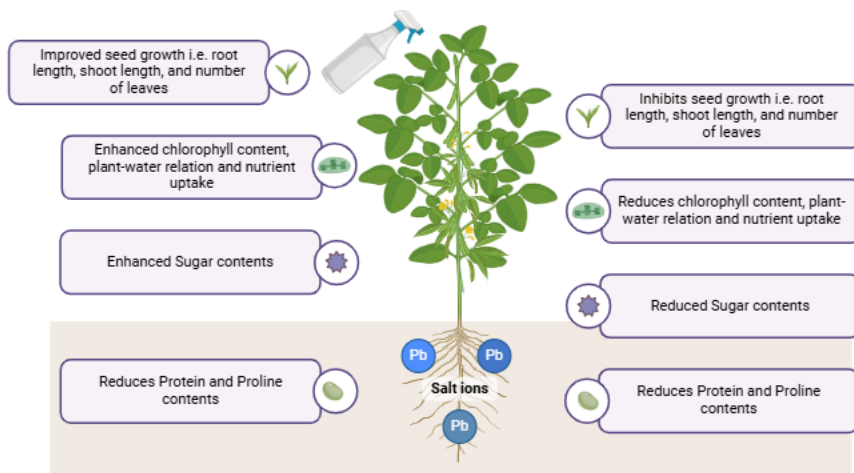 Improved seed growth i.e. root
length, shoot length, and number
of leaves
Enhanced chlorophyll content,
plant-water relation and nutrient
uptake
Enhanced Sugar contents
Reduces Protein and Proline
contents
Pb
Pb
Salt ions
Pb
Inhibits seed growth i.e. root
length, shoot length, and number
of leaves
Reduces chlorophyll content, plant-
water relation and nutrient uptake
Reduced Sugar contents
Reduces Protein and Proline
contents